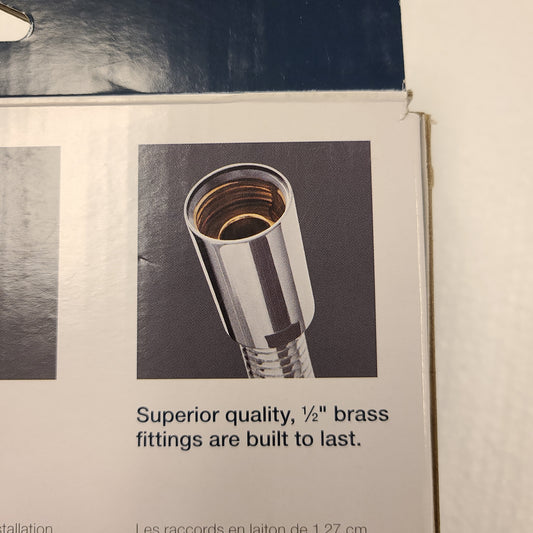 Superior quality, ½" brass
fittings are built to last.
stallation
Les raccords en laiton de 1,27 cm